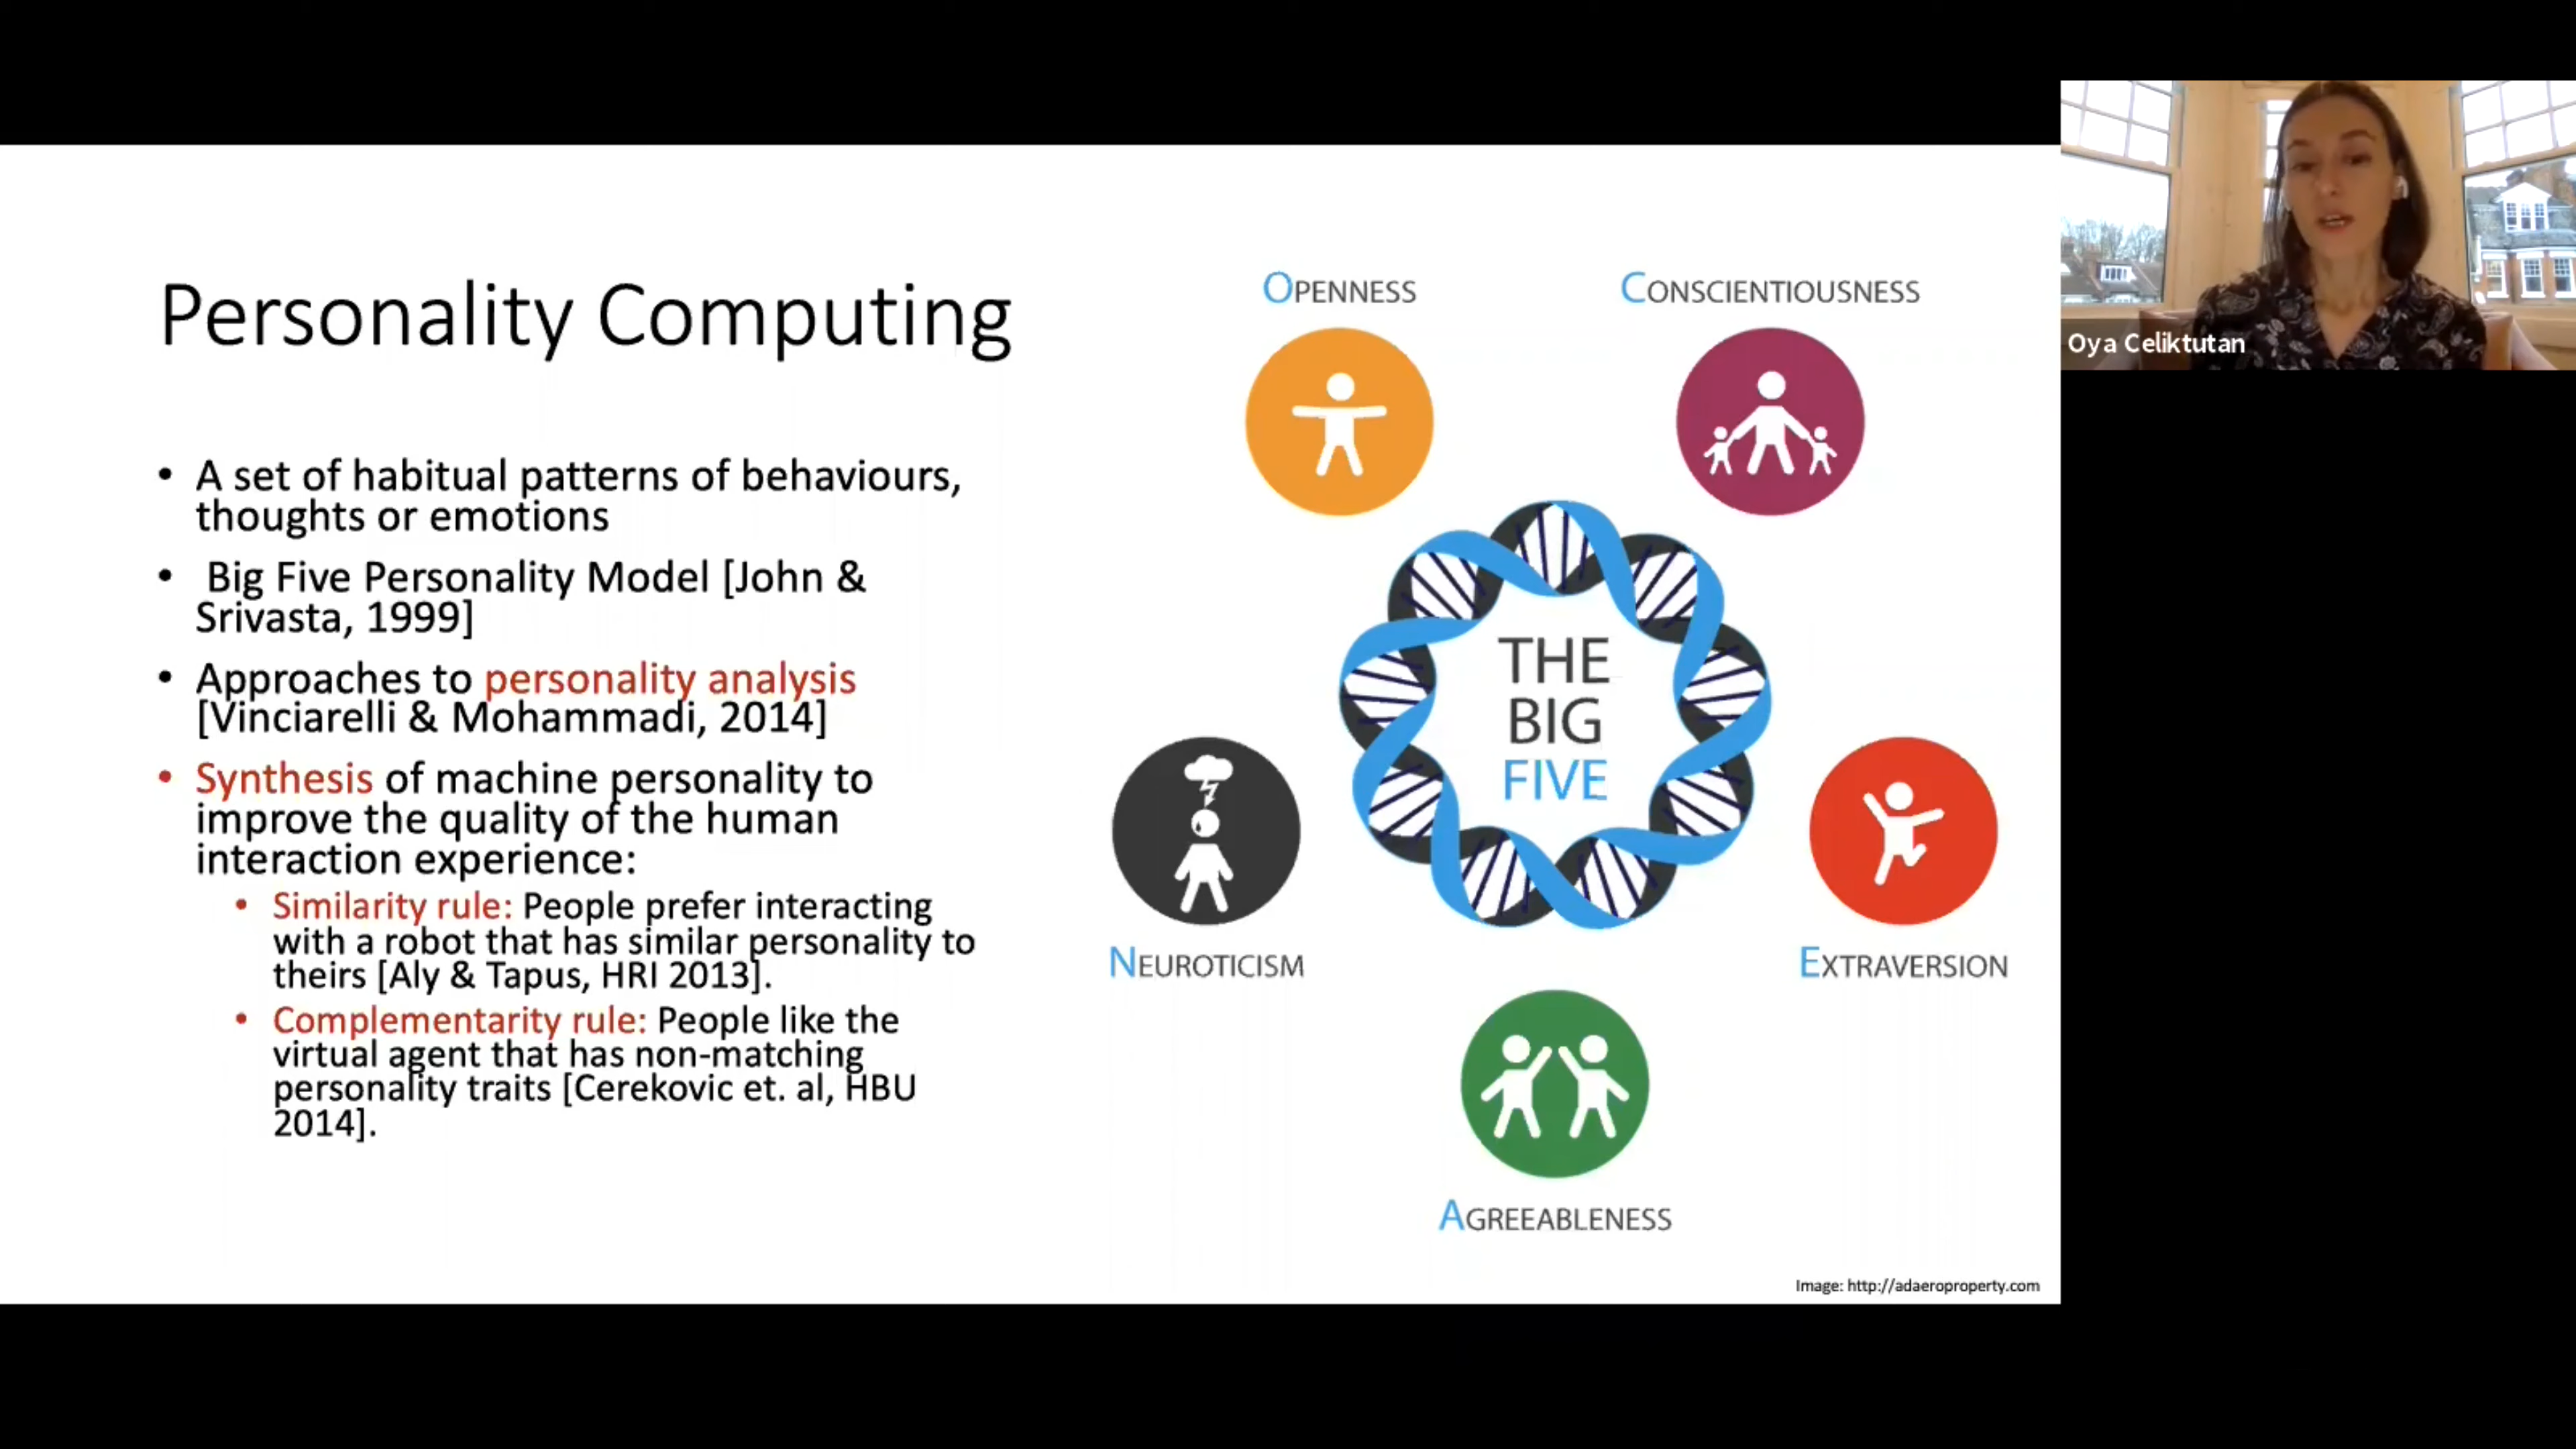 Personality Computing
• A set of habitual patterns of behaviours,
thoughts or emotions
• Big Five Personality Model [John &
Srivasta, 1999]
• Approaches to personality analysis
[Vinciarelli & Mohammadi, 2014]
• Synthesis of machine personality to
improve the quality of the human
interaction experience:
• Similarity rule: People prefer interacting
with a robot that has similar personality to
theirs [Aly & Tapus, HRI 2013].
• Complementarity rule: People like the
virtual agent that has non-matching
personality traits [Cerekovic et. al, HBU
2014].
OPENNESS
CONSCIENTIOUSNESS
THE
BIG
FIVE
NEUROTICISM
EXTRAVERSION
AGREEABLENESS
Image: http://adaeroproperty.com
Oya Celiktutan